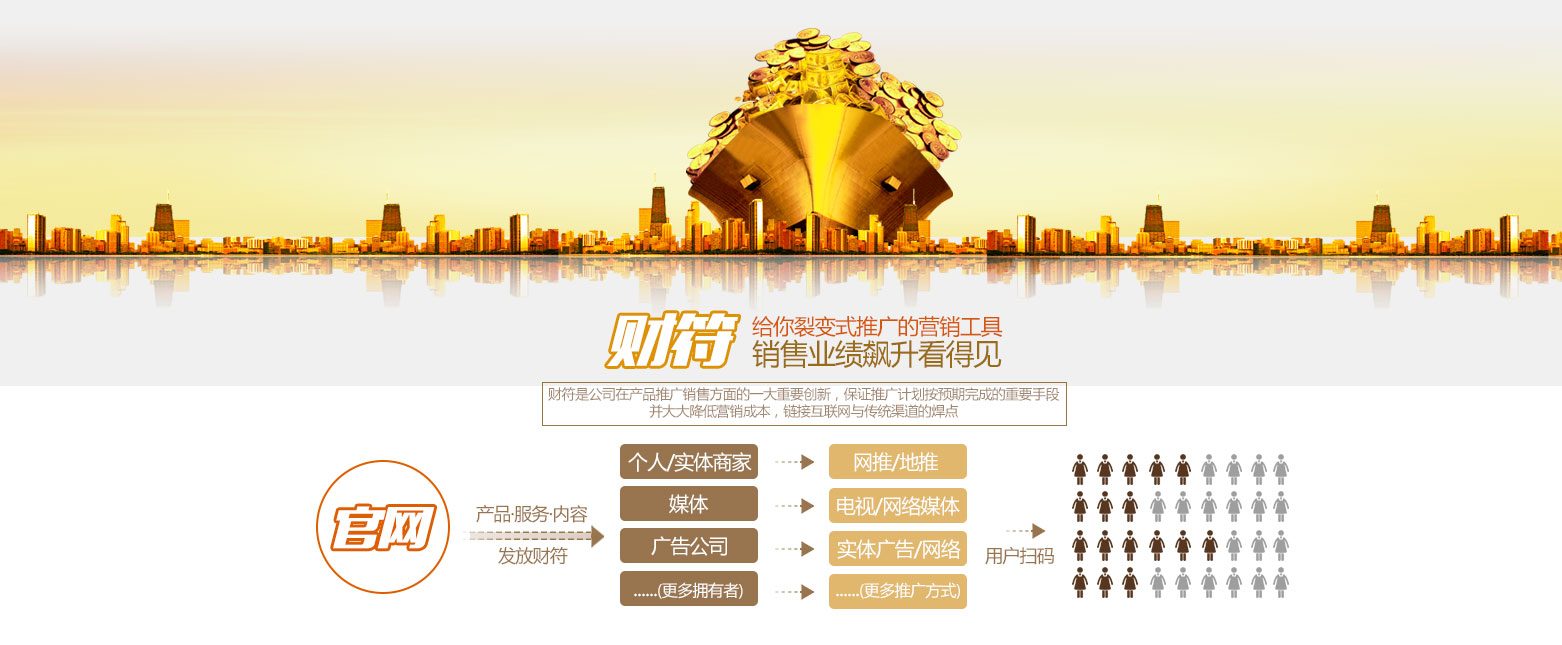 财符
给你裂变式推广的营销工具
销售业绩飙升看得见
财符是公司在产品推广销售方面的一大重要创新，保证推广计划按预期完成的重要手段
并大大降低营销成本，链接互联网与传统渠道的焊点
官网
产品·服务·内容
发放财符
个人/实体商家
网推/地推
媒体
电视/网络媒体
广告公司
实体广告/网络
......(更多拥有者)
......(更多推广方式)
用户扫码